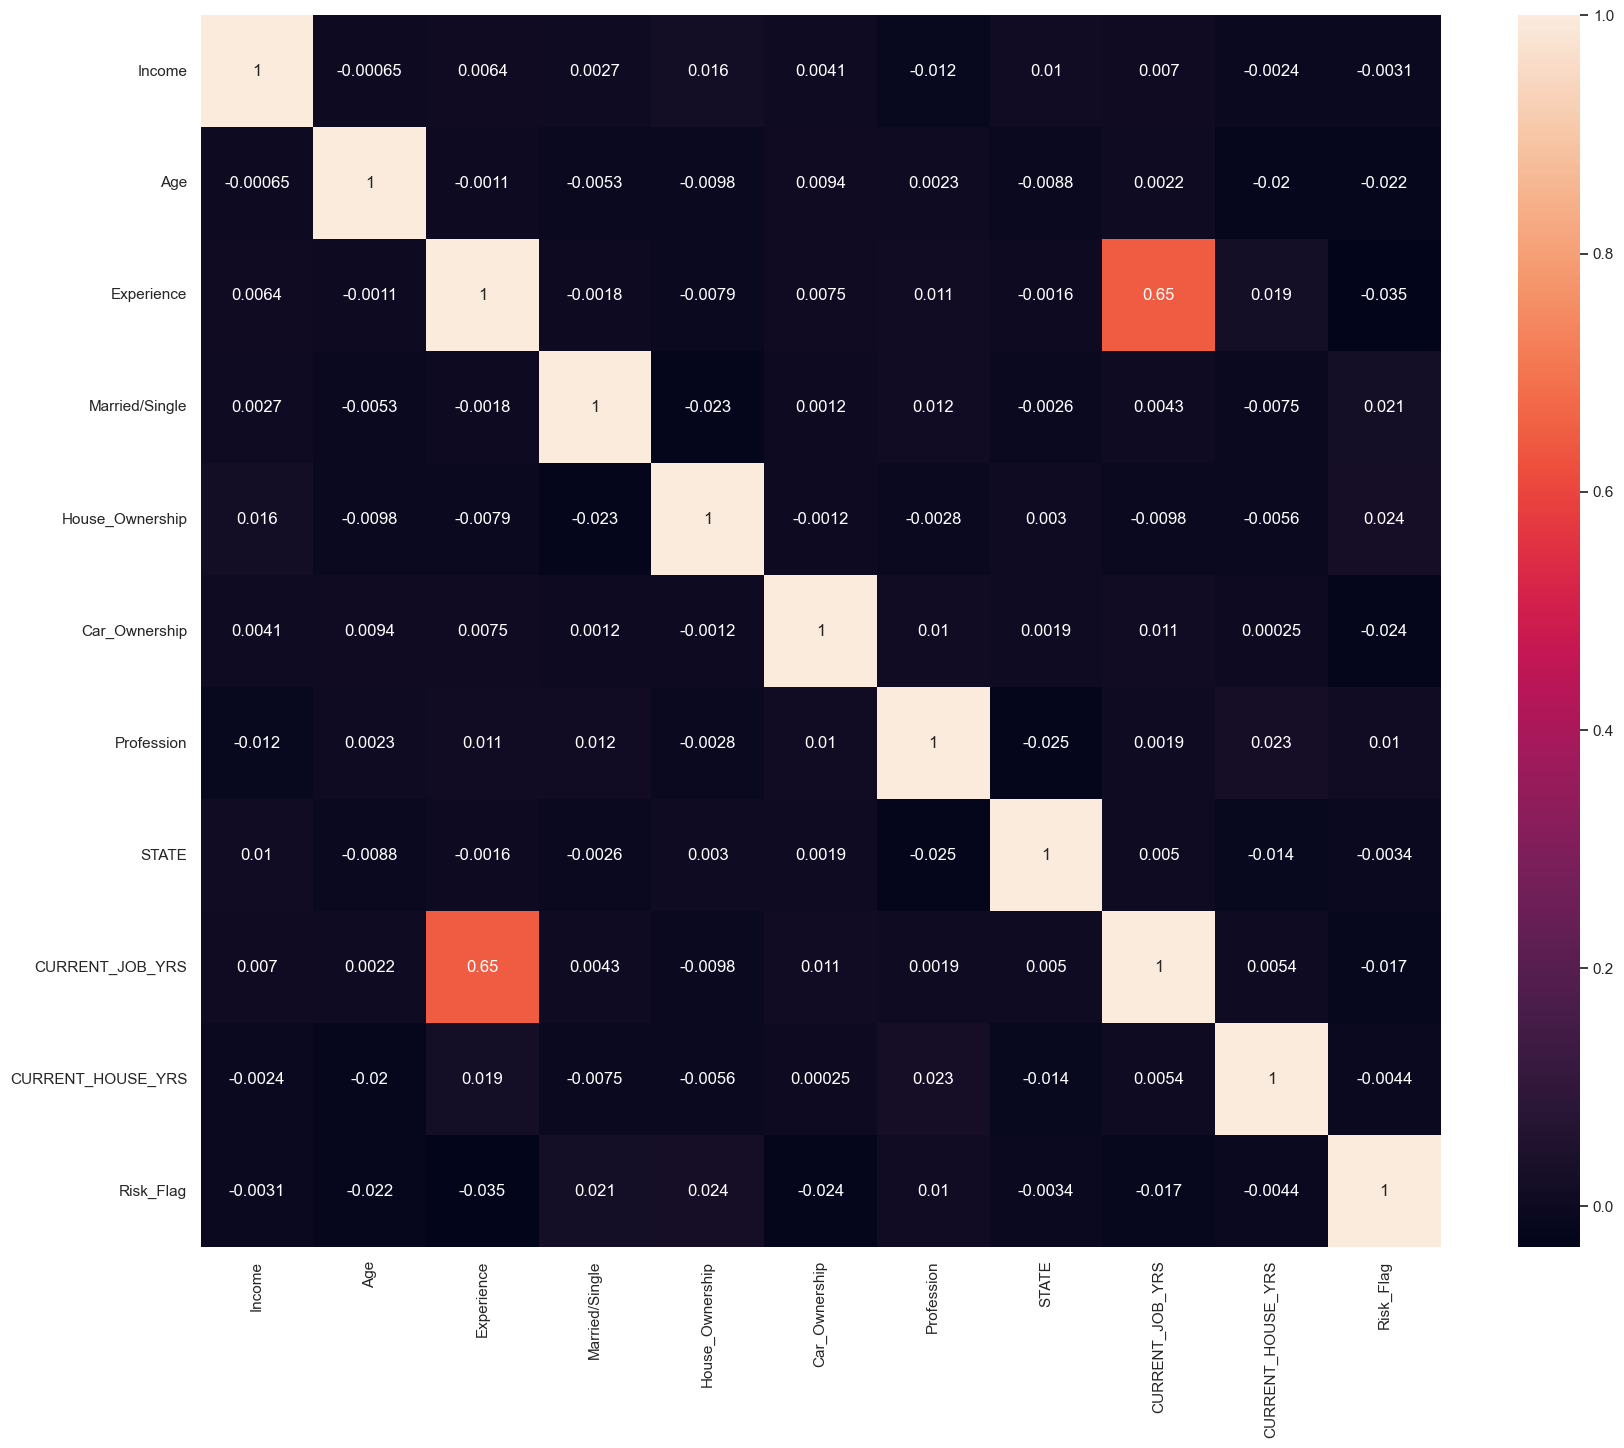 Income 1 -0.00065 0.0064 0.0027 0.016 0.0041 -0.012 0.01 0.007 -0.0024 -0.0031
Age -0.00065 1 -0.0011 -0.0053 -0.0098 0.0094 0.0023 -0.0088 0.0022 -0.02 -0.022
Experience 0.0064 -0.0011 1 -0.0018 -0.0079 0.0075 0.011 -0.0016 0.65 0.019 -0.035
Married/Single 0.0027 -0.0053 -0.0018 1 -0.023 0.0012 0.012 -0.0026 0.0043 -0.0075 0.021
House_Ownership 0.016 -0.0098 -0.0079 -0.023 1 -0.0012 -0.0028 0.003 -0.0098 -0.0056 0.024
Car_Ownership 0.0041 0.0094 0.0075 0.0012 -0.0012 1 0.01 0.0019 0.011 0.00025 -0.024
Profession -0.012 0.0023 0.011 0.012 -0.0028 0.01 1 -0.025 0.0019 0.023 0.01
STATE 0.01 -0.0088 -0.0016 -0.0026 0.003 0.0019 -0.025 1 0.005 -0.014 -0.0034
CURRENT_JOB_YRS 0.007 0.0022 0.65 0.0043 -0.0098 0.011 0.0019 0.005 1 0.0054 -0.017
CURRENT_HOUSE_YRS -0.0024 -0.02 0.019 -0.0075 -0.0056 0.00025 0.023 -0.014 0.0054 1 -0.0044
Risk_Flag -0.0031 -0.022 -0.035 0.021 0.024 -0.024 0.01 -0.0034 -0.017 -0.0044 1
Income
Age
Experience
Married/Single
House_Ownership
Car_Ownership
Profession
STATE
CURRENT_JOB_YRS
CURRENT_HOUSE_YRS
Risk_Flag
1.0
0.8
0.6
0.4
0.2
0.0